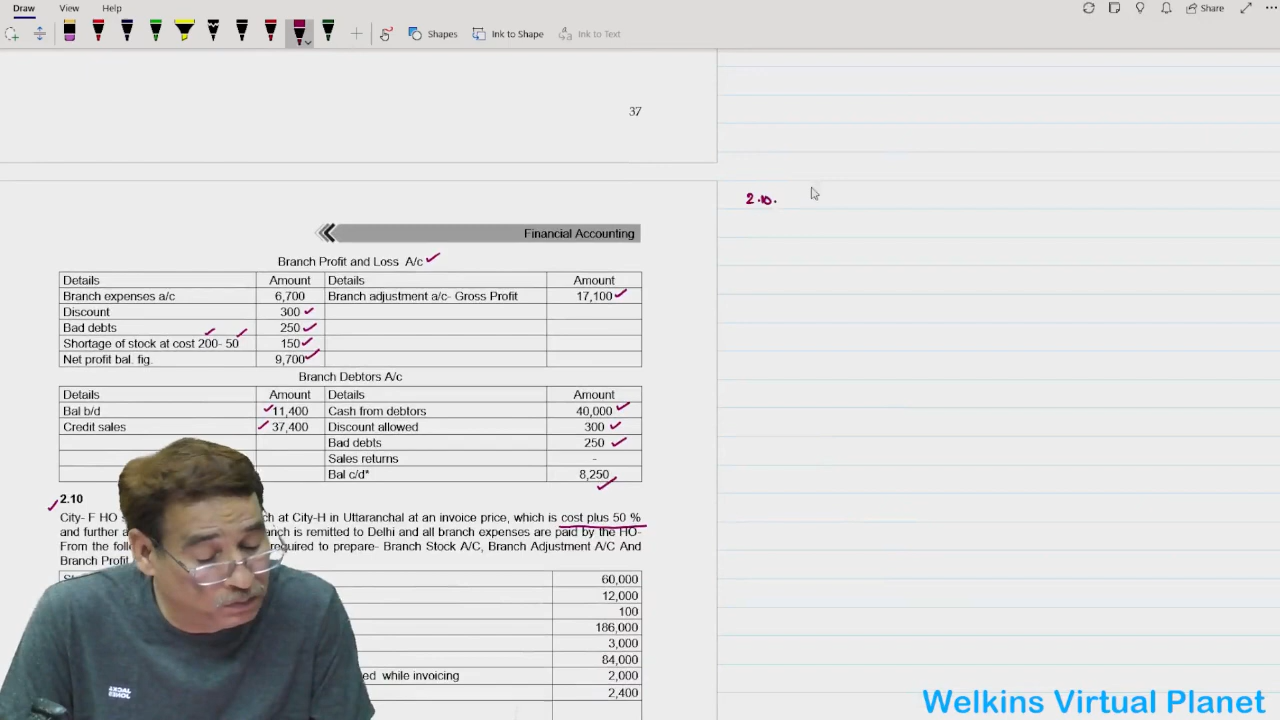 Draw View Help
Share
Shapes Ink to Shape Ink to Text
37
2.10.
Financial Accounting
Branch Profit and Loss A/c
Details Amount Amount
Branch expenses a/c 6,700 Branch adjustment a/c- Gross Profit 17,100
Discount 300
Bad debts 250
Shortage of stock at cost 200- 50 150
Net profit bal. fig. 9,700
Branch Debtors A/c
Details Amount Details Amount
Bal b/d 11,400 Cash from debtors 40,000
Credit sales 37,400 Discount allowed 300
Bad debts 250
Sales returns -
Bal c/d* 8,250
2.10
City- F HO at City-H in Uttaranchal at an invoice price, which is cost plus 50 %
and further is remitted to Delhi and all branch expenses are paid by the HO-
From the required to prepare- Branch Stock A/C, Branch Adjustment A/C And
Branch Profit
60,000
12,000
100
186,000
3,000
84,000
while invoicing 2,000
2,400
JACK & JONES
Welkins Virtual Planet